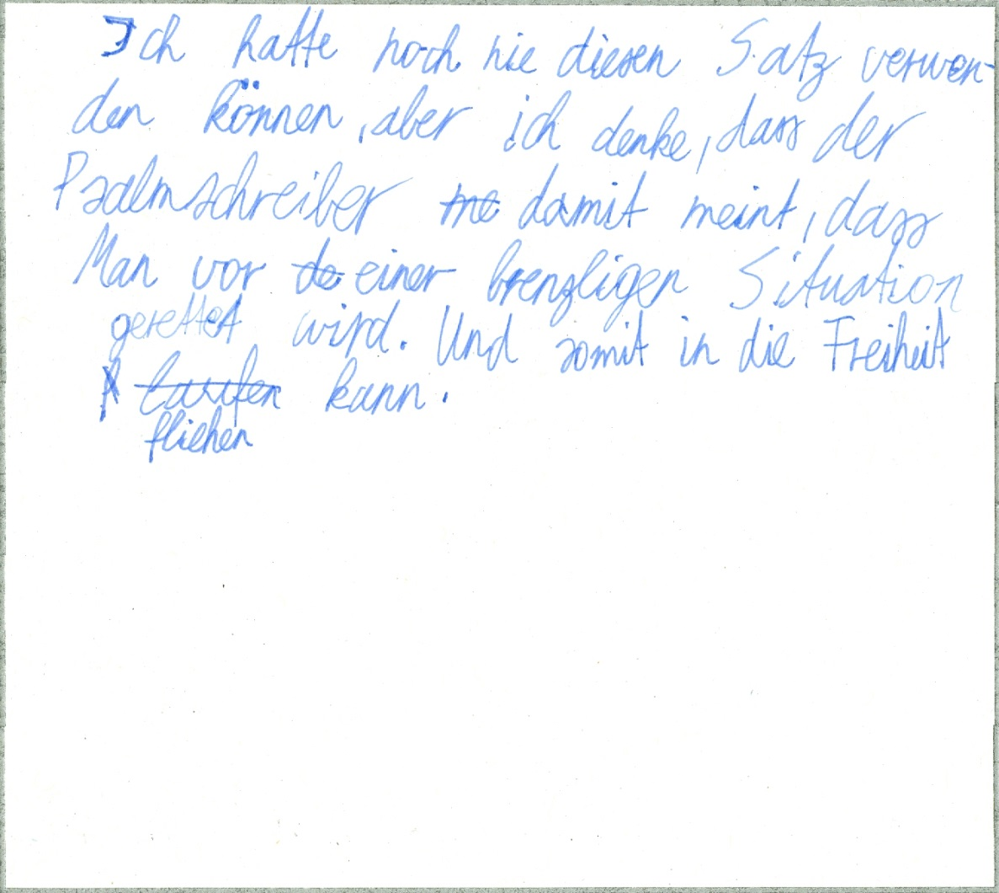 Ich hatte noch nie diesen Satz verwen-
den können, aber ich denke, dass der
Psalmschreiber me damit meint, dass
Man vor de einer brenzligen Situation
gerettet wird. Und somit in die Freiheit
laufen kann.
fliehen